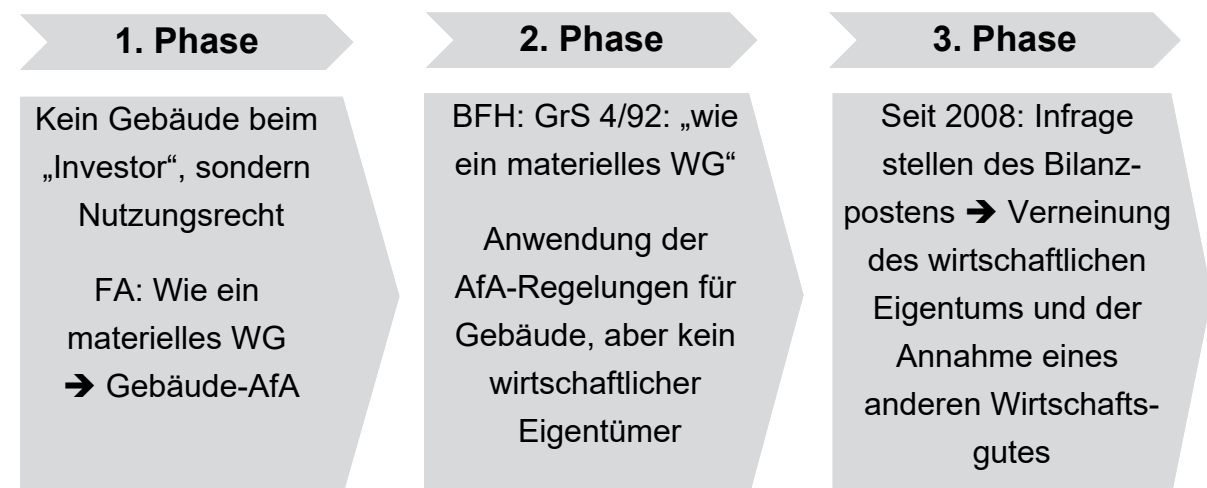 1. Phase
Kein Gebäude beim
„Investor“, sondern
Nutzungsrecht
FA: Wie ein
materielles WG
➔ Gebäude-AfA
2. Phase
BFH: GrS 4/92: „wie
ein materielles WG“
Anwendung der
AfA-Regelungen für
Gebäude, aber kein
wirtschaftlicher
Eigentümer
3. Phase
Seit 2008: Infrage
stellen des Bilanz-
postens ➔ Verneinung
des wirtschaftlichen
Eigentums und der
Annahme eines
anderen Wirtschafts-
gutes